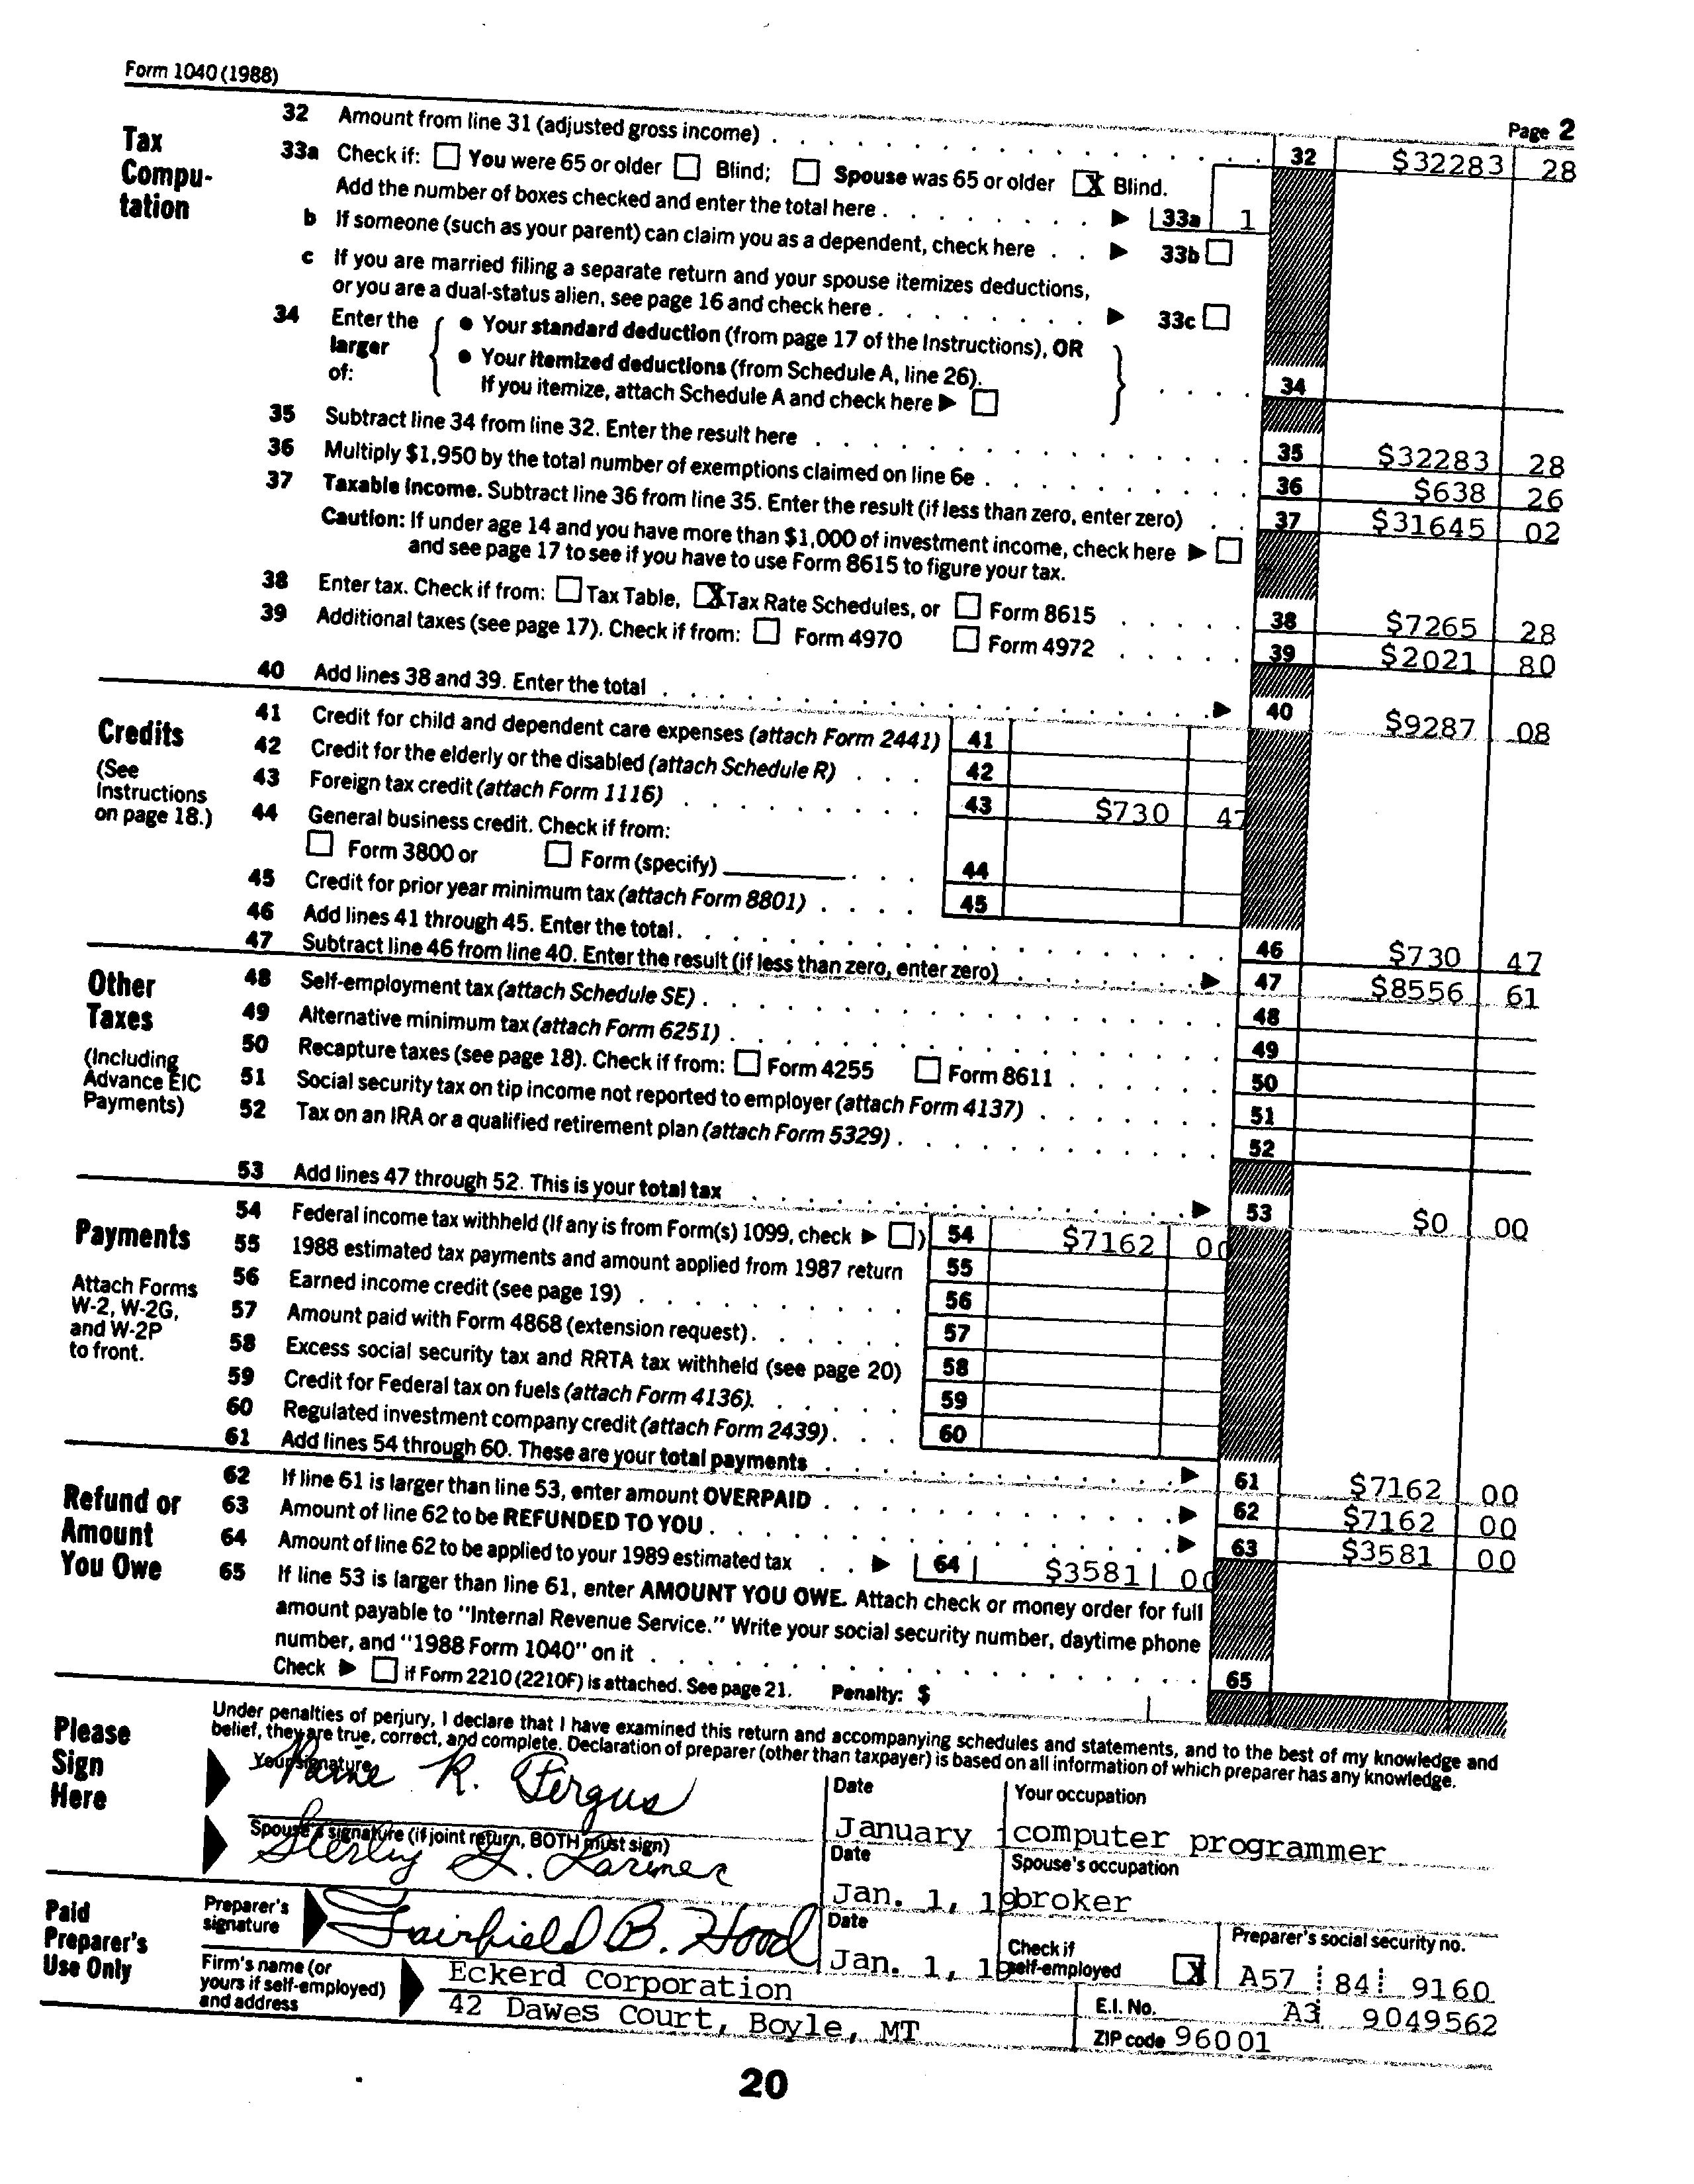 Form 1040 (1988)
Page 2
Tax Compu-tation
32 Amount from line 31 (adjusted gross income) . . . 32 $32283 28
33a Check if: You were 65 or older Blind; Spouse was 65 or older X Blind.
Add the number of boxes checked and enter the total here . . . 33a 1
b If someone (such as your parent) can claim you as a dependent, check here . . 33b
c If you are married filing a separate return and your spouse itemizes deductions,
or you are a dual-status alien, see page 16 and check here . . . 33c
34 Enter the larger of:
• Your standard deduction (from page 17 of the Instructions), OR
• Your itemized deductions (from Schedule A, line 26).
If you itemize, attach Schedule A and check here . . . 34
35 Subtract line 34 from line 32. Enter the result here . . . 35 $32283 28
36 Multiply $1,950 by the total number of exemptions claimed on line 6e . . . 36 $638 26
37 Taxable income. Subtract line 36 from line 35. Enter the result (if less than zero, enter zero) . . 37 $31645 02
Caution: If under age 14 and you have more than $1,000 of investment income, check here
and see page 17 to see if you have to use Form 8615 to figure your tax.
38 Enter tax. Check if from: Tax Table, X Tax Rate Schedules, or Form 8615 . . . 38 $7265 28
39 Additional taxes (see page 17). Check if from: Form 4970 Form 4972 . . . 39 $2021 80
40 Add lines 38 and 39. Enter the total . . . 40 $9287 08
Credits
(See Instructions on page 18.)
41 Credit for child and dependent care expenses (attach Form 2441) 41
42 Credit for the elderly or the disabled (attach Schedule R) . . . 42
43 Foreign tax credit (attach Form 1116) . . . 43 $730 47
44 General business credit. Check if from:
Form 3800 or Form (specify) . . . 44
45 Credit for prior year minimum tax (attach Form 8801) . . . 45
46 Add lines 41 through 45. Enter the total . . . 46 $730 47
47 Subtract line 46 from line 40. Enter the result (if less than zero, enter zero) . . . 47 $8556 61
Other Taxes
(Including Advance EIC Payments)
48 Self-employment tax (attach Schedule SE) . . . 48
49 Alternative minimum tax (attach Form 6251) . . . 49
50 Recapture taxes (see page 18). Check if from: Form 4255 Form 8611 . . . 50
51 Social security tax on tip income not reported to employer (attach Form 4137) . . . 51
52 Tax on an IRA or a qualified retirement plan (attach Form 5329) . . . 52
53 Add lines 47 through 52. This is your total tax . . . 53 $0 00
Payments
Attach Forms W-2, W-2G, and W-2P to front.
54 Federal income tax withheld (If any is from Form(s) 1099, check ) 54 $7162 00
55 1988 estimated tax payments and amount applied from 1987 return 55
56 Earned income credit (see page 19) . . . 56
57 Amount paid with Form 4868 (extension request) . . . 57
58 Excess social security tax and RRTA tax withheld (see page 20) 58
59 Credit for Federal tax on fuels (attach Form 4136) . . . 59
60 Regulated investment company credit (attach Form 2439) . . . 60
61 Add lines 54 through 60. These are your total payments . . . 61 $7162 00
Refund or Amount You Owe
62 If line 61 is larger than line 53, enter amount OVERPAID . . . 62 $7162 00
63 Amount of line 62 to be REFUNDED TO YOU . . . 63 $3581 00
64 Amount of line 62 to be applied to your 1989 estimated tax . . 64 $3581 00
65 If line 53 is larger than line 61, enter AMOUNT YOU OWE. Attach check or money order for full
amount payable to "Internal Revenue Service." Write your social security number, daytime phone
number, and "1988 Form 1040" on it . . . 65
Check if Form 2210 (2210F) is attached. See page 21. Penalty: $
Please Sign Here
Under penalties of perjury, I declare that I have examined this return and accompanying schedules and statements, and to the best of my knowledge and
belief, they are true, correct, and complete. Declaration of preparer (other than taxpayer) is based on all information of which preparer has any knowledge.
Your signature Paine R. Fergus Date January 1 Your occupation computer programmer
Spouse's signature (if joint return, BOTH must sign) Sterling G. Larimer Date Jan. 1, 19 Spouse's occupation broker
Paid Preparer's Use Only
Preparer's signature Fairfield B. Hood Date Jan. 1, 19 Check if self-employed X Preparer's social security no. A57 84 9160
Firm's name (or yours if self-employed) and address
Eckerd Corporation E.I. No. A3 9049562
42 Dawes Court, Boyle, MT ZIP code 96001
20